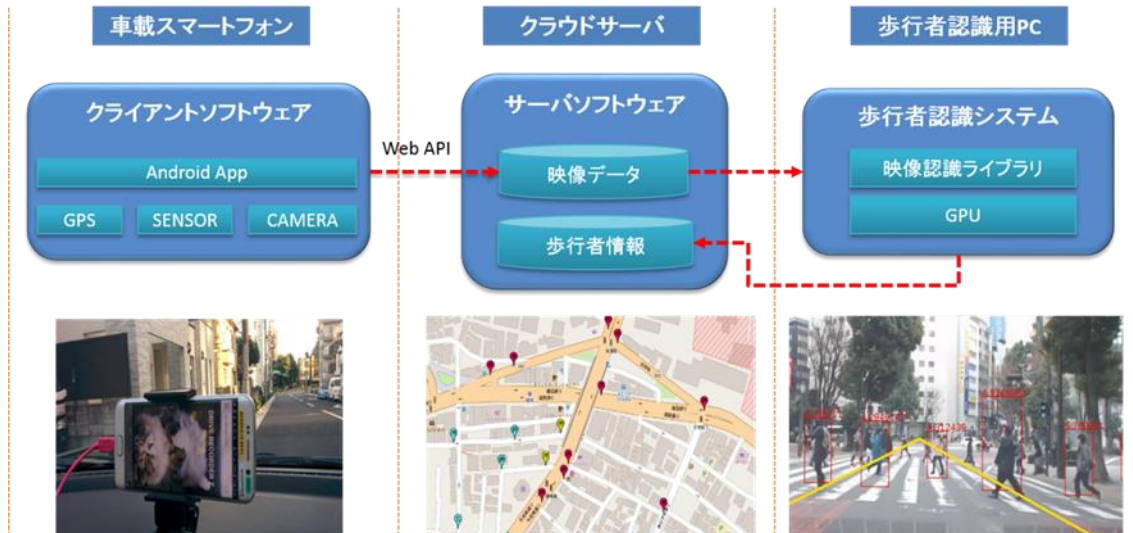 車載スマートフォン
クラウドサーバ
歩行者認識用PC
クライアントソフトウェア
Android App
GPS
SENSOR
CAMERA
Web API
サーバソフトウェア
映像データ
歩行者情報
歩行者認識システム
映像認識ライブラリ
GPU
DRIVE RECORDER